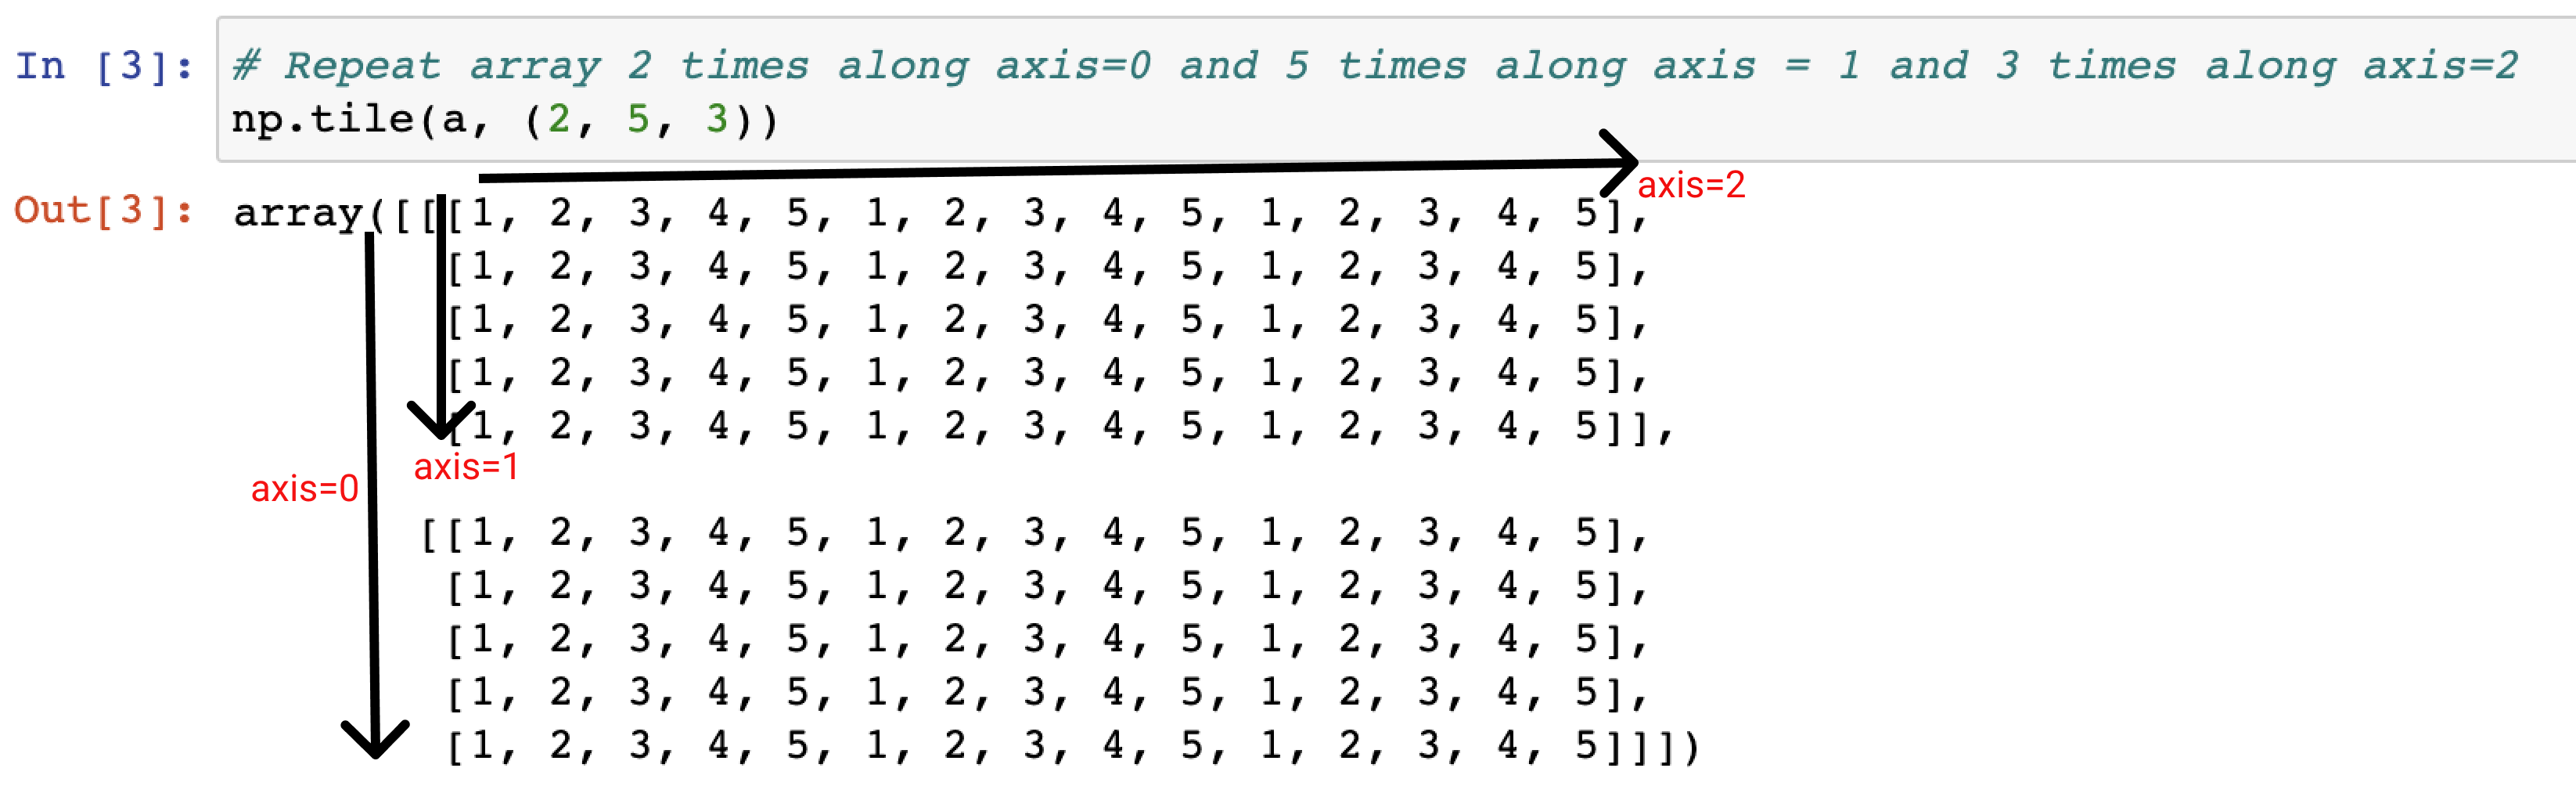 In [3]: # Repeat array 2 times along axis=0 and 5 times along axis = 1 and 3 times along axis=2
np.tile(a, (2, 5, 3))
axis=2
Out[3]: array([[[1, 2, 3, 4, 5, 1, 2, 3, 4, 5, 1, 2, 3, 4, 5],
[1, 2, 3, 4, 5, 1, 2, 3, 4, 5, 1, 2, 3, 4, 5],
[1, 2, 3, 4, 5, 1, 2, 3, 4, 5, 1, 2, 3, 4, 5],
[1, 2, 3, 4, 5, 1, 2, 3, 4, 5, 1, 2, 3, 4, 5],
[1, 2, 3, 4, 5, 1, 2, 3, 4, 5, 1, 2, 3, 4, 5]],
axis=1
axis=0
[[1, 2, 3, 4, 5, 1, 2, 3, 4, 5, 1, 2, 3, 4, 5],
[1, 2, 3, 4, 5, 1, 2, 3, 4, 5, 1, 2, 3, 4, 5],
[1, 2, 3, 4, 5, 1, 2, 3, 4, 5, 1, 2, 3, 4, 5],
[1, 2, 3, 4, 5, 1, 2, 3, 4, 5, 1, 2, 3, 4, 5],
[1, 2, 3, 4, 5, 1, 2, 3, 4, 5, 1, 2, 3, 4, 5]]])